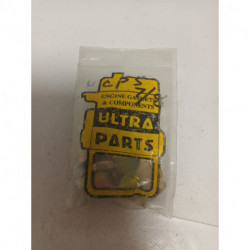 ENGINE GASKETS
& COMPONENTS
ULTRA
PARTS